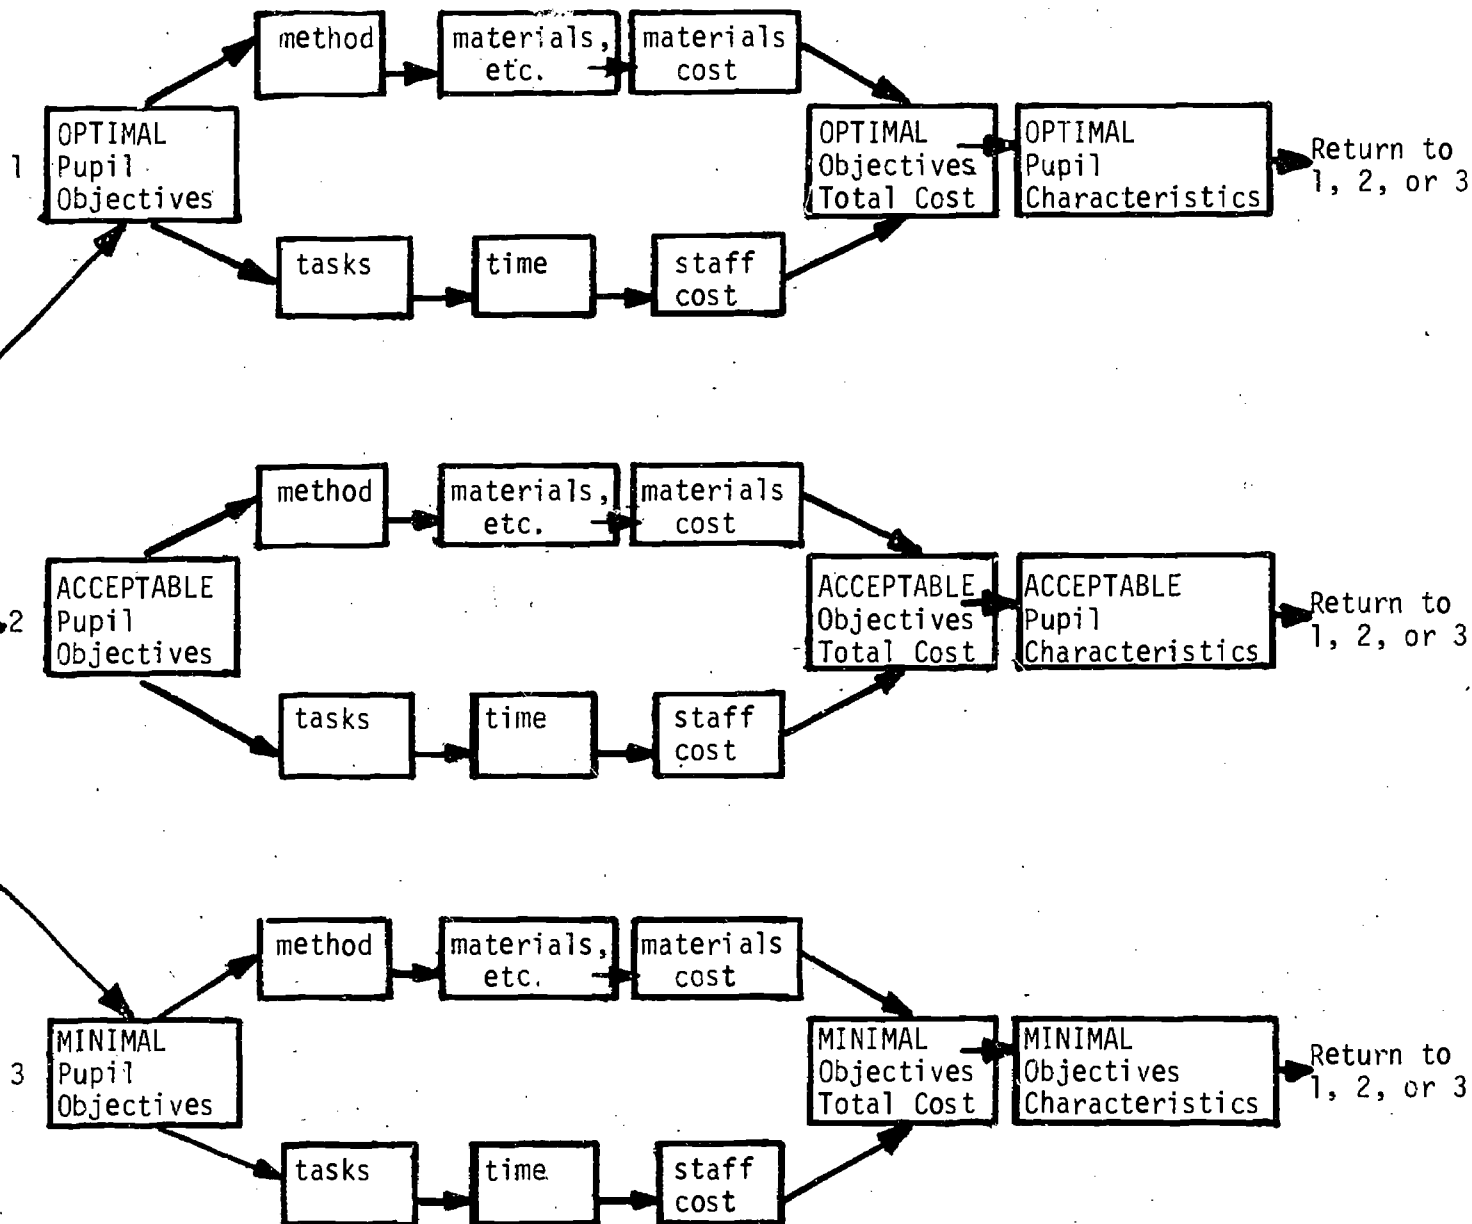 method
materials,
etc.
materials
cost
1
OPTIMAL
Pupil
Objectives
OPTIMAL
Objectives
Total Cost
OPTIMAL
Pupil
Characteristics
Return to
1, 2, or 3
tasks
time
staff
cost
method
materials,
etc.
materials
cost
2
ACCEPTABLE
Pupil
Objectives
ACCEPTABLE
Objectives
Total Cost
ACCEPTABLE
Pupil
Characteristics
Return to
1, 2, or 3
tasks
time
staff
cost
method
materials,
etc.
materials
cost
3
MINIMAL
Pupil
Objectives
MINIMAL
Objectives
Total Cost
MINIMAL
Objectives
Characteristics
Return to
1, 2, or 3
tasks
time
staff
cost